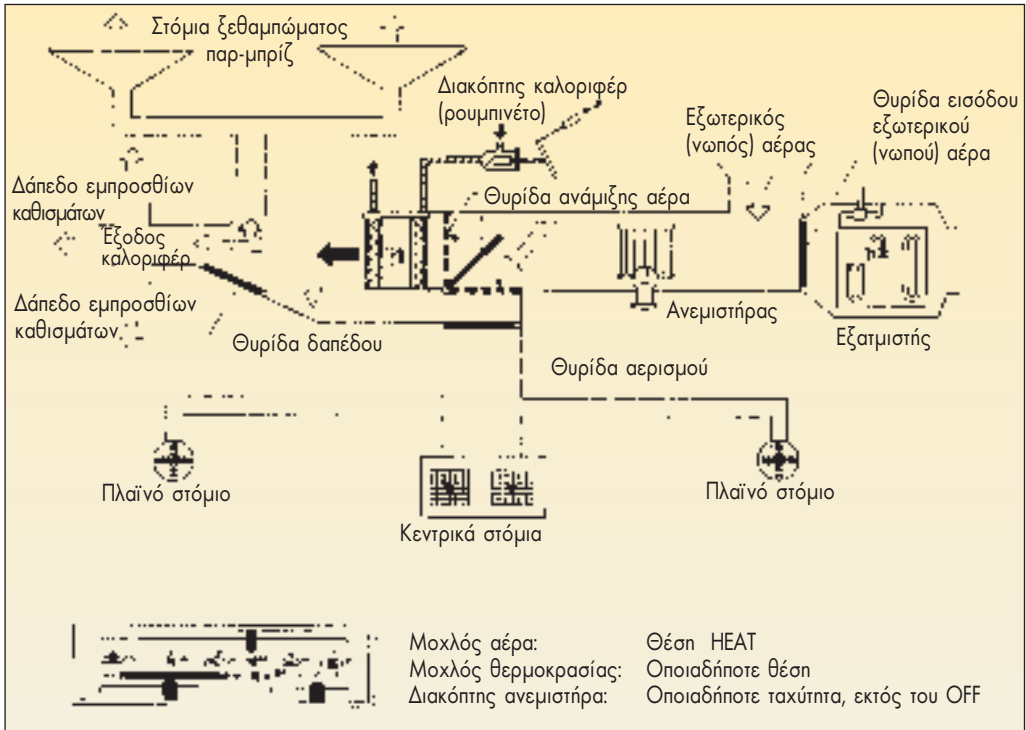 Στόμια ξεθαμπώματος
παρ-μπρίζ
Διακόπτης καλοριφέρ
(ρουμπινέτο)
Εξωτερικός
(νωπός) αέρας
Θυρίδα εισόδου
εξωτερικού
(νωπού) αέρα
Δάπεδο εμπροσθίων
καθισμάτων
Θυρίδα ανάμιξης αέρα
Έξοδος
καλοριφέρ
Δάπεδο εμπροσθίων
καθισμάτων
Θυρίδα δαπέδου
Ανεμιστήρας
Εξατμιστής
Θυρίδα αερισμού
Πλαϊνό στόμιο
Κεντρικά στόμια
Πλαϊνό στόμιο
Μοχλός αέρα: Θέση HEAT
Μοχλός θερμοκρασίας: Οποιαδήποτε θέση
Διακόπτης ανεμιστήρα: Οποιαδήποτε ταχύτητα, εκτός του OFF